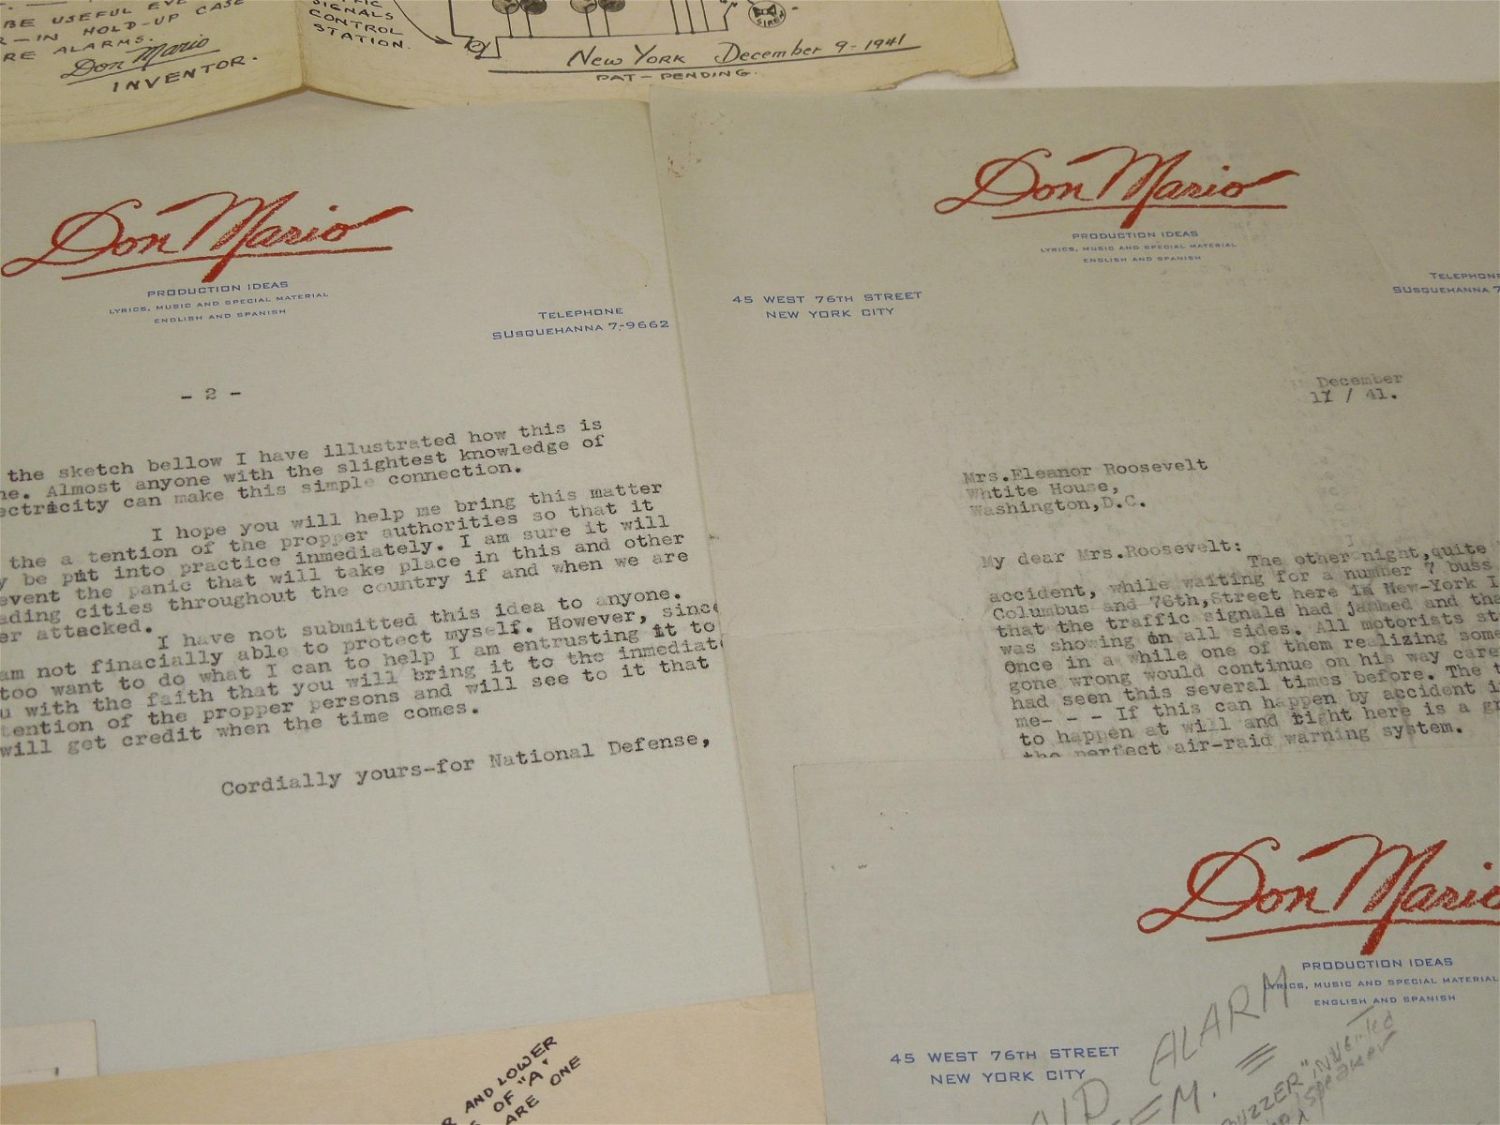 BE USEFUL
IN HOLD-UP CASE
RE ALARMS.
Don Mario
INVENTOR.
SIGNALS
CONTROL
STATION.
SIREN
New York December 9-1941
PAT-PENDING.
Don Mario
PRODUCTION IDEAS
LYRICS, MUSIC AND SPECIAL MATERIAL
ENGLISH AND SPANISH
TELEPHONE
SUSQUEHANNA 7-9662
- 2 -
the sketch bellow I have illustrated how this is
ne. Almost anyone with the slightest knowledge of
ectricity can make this simple connection.
I hope you will help me bring this matter
the a tention of the propper authorities so that it
y be put into practice inmediately. I am sure it will
event the panic that will take place in this and other
ading cities throughout the country if and when we are
er attacked.
I have not submitted this idea to anyone.
am not finacially able to protect myself. However, since
too want to do what I can to help I am entrusting it to
u with the faith that you will bring it to the inmediat
tention of the propper persons and will see to it that
will get credit when the time comes.
Cordially yours-for National Defense,
Don Mario
PRODUCTION IDEAS
LYRICS, MUSIC AND SPECIAL MATERIAL
ENGLISH AND SPANISH
45 WEST 76TH STREET
NEW YORK CITY
TELEPHONE
SUSQUEHANNA 7
December
11 / 41.
Mrs.Eleanor Roosevelt
Whtite House,
Washington,D.C.
My dear Mrs.Roosevelt:
The other night,quite
accident, while waiting for a number 7 buss
Columbus and 76th,Street here in New-York I
that the traffic signals had jammed and tha
was showing on all sides. All motorists st
Once in a while one of them realizing some
gone wrong would continue on his way care
had seen this several times before. The t
me- - - If this can happen by accident i
to happen at will and right here is a gr
the perfect air-raid warning system.
Don Mario
PRODUCTION IDEAS
LYRICS, MUSIC AND SPECIAL MATERIAL
ENGLISH AND SPANISH
45 WEST 76TH STREET
NEW YORK CITY
ALARM
"BUZZER" invented
speaker
AND LOWER
OF "A"
ARE ONE